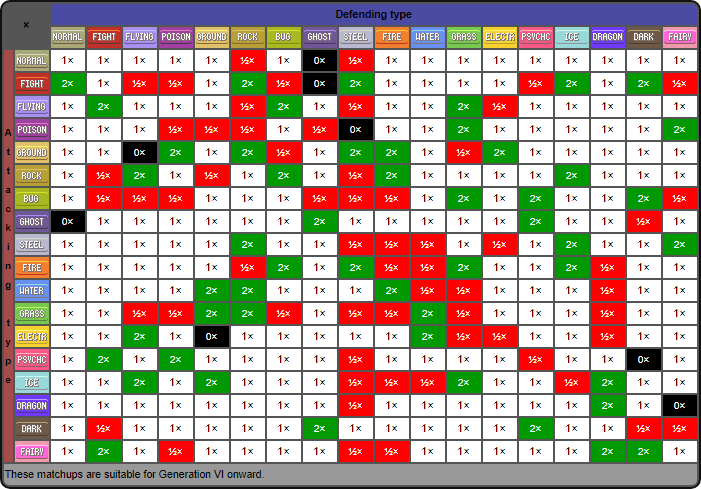 ×
Defending type
NORMAL FIGHT FLYING POISON GROUND ROCK BUG GHOST STEEL FIRE WATER GRASS ELECTR PSYCHC ICE DRAGON DARK FAIRY
Attacking type
NORMAL 1× 1× 1× 1× 1× ½× 1× 0× ½× 1× 1× 1× 1× 1× 1× 1× 1× 1×
FIGHT 2× 1× ½× ½× 1× 2× ½× 0× 2× 1× 1× 1× 1× ½× 2× 1× 2× ½×
FLYING 1× 2× 1× 1× 1× ½× 2× 1× ½× 1× 1× 2× ½× 1× 1× 1× 1× 1×
POISON 1× 1× 1× ½× ½× ½× 1× ½× 0× 1× 1× 2× 1× 1× 1× 1× 1× 2×
GROUND 1× 1× 0× 2× 1× 2× ½× 1× 2× 2× 1× ½× 2× 1× 1× 1× 1× 1×
ROCK 1× ½× 2× 1× ½× 1× 2× 1× ½× 2× 1× 1× 1× 1× 2× 1× 1× 1×
BUG 1× ½× ½× ½× 1× 1× 1× ½× ½× ½× 1× 2× 1× 2× 1× 1× 2× ½×
GHOST 0× 1× 1× 1× 1× 1× 1× 2× 1× 1× 1× 1× 1× 2× 1× 1× ½× 1×
STEEL 1× 1× 1× 1× 1× 2× 1× 1× ½× ½× ½× 1× ½× 1× 2× 1× 1× 2×
FIRE 1× 1× 1× 1× 1× ½× 2× 1× 2× ½× ½× 2× 1× 1× 2× ½× 1× 1×
WATER 1× 1× 1× 1× 2× 2× 1× 1× 1× 2× ½× ½× 1× 1× 1× ½× 1× 1×
GRASS 1× 1× ½× ½× 2× 2× ½× 1× ½× ½× 2× ½× 1× 1× 1× ½× 1× 1×
ELECTR 1× 1× 2× 1× 0× 1× 1× 1× 1× 1× 2× ½× ½× 1× 1× ½× 1× 1×
PSYCHC 1× 2× 1× 2× 1× 1× 1× 1× ½× 1× 1× 1× 1× ½× 1× 1× 0× 1×
ICE 1× 1× 2× 1× 2× 1× 1× 1× ½× ½× ½× 2× 1× 1× ½× 2× 1× 1×
DRAGON 1× 1× 1× 1× 1× 1× 1× 1× ½× 1× 1× 1× 1× 1× 1× 2× 1× 0×
DARK 1× ½× 1× 1× 1× 1× 1× 2× 1× 1× 1× 1× 1× 2× 1× 1× ½× ½×
FAIRY 1× 2× 1× ½× 1× 1× 1× 1× ½× ½× 1× 1× 1× 1× 1× 2× 2× 1×
These matchups are suitable for Generation VI onward.